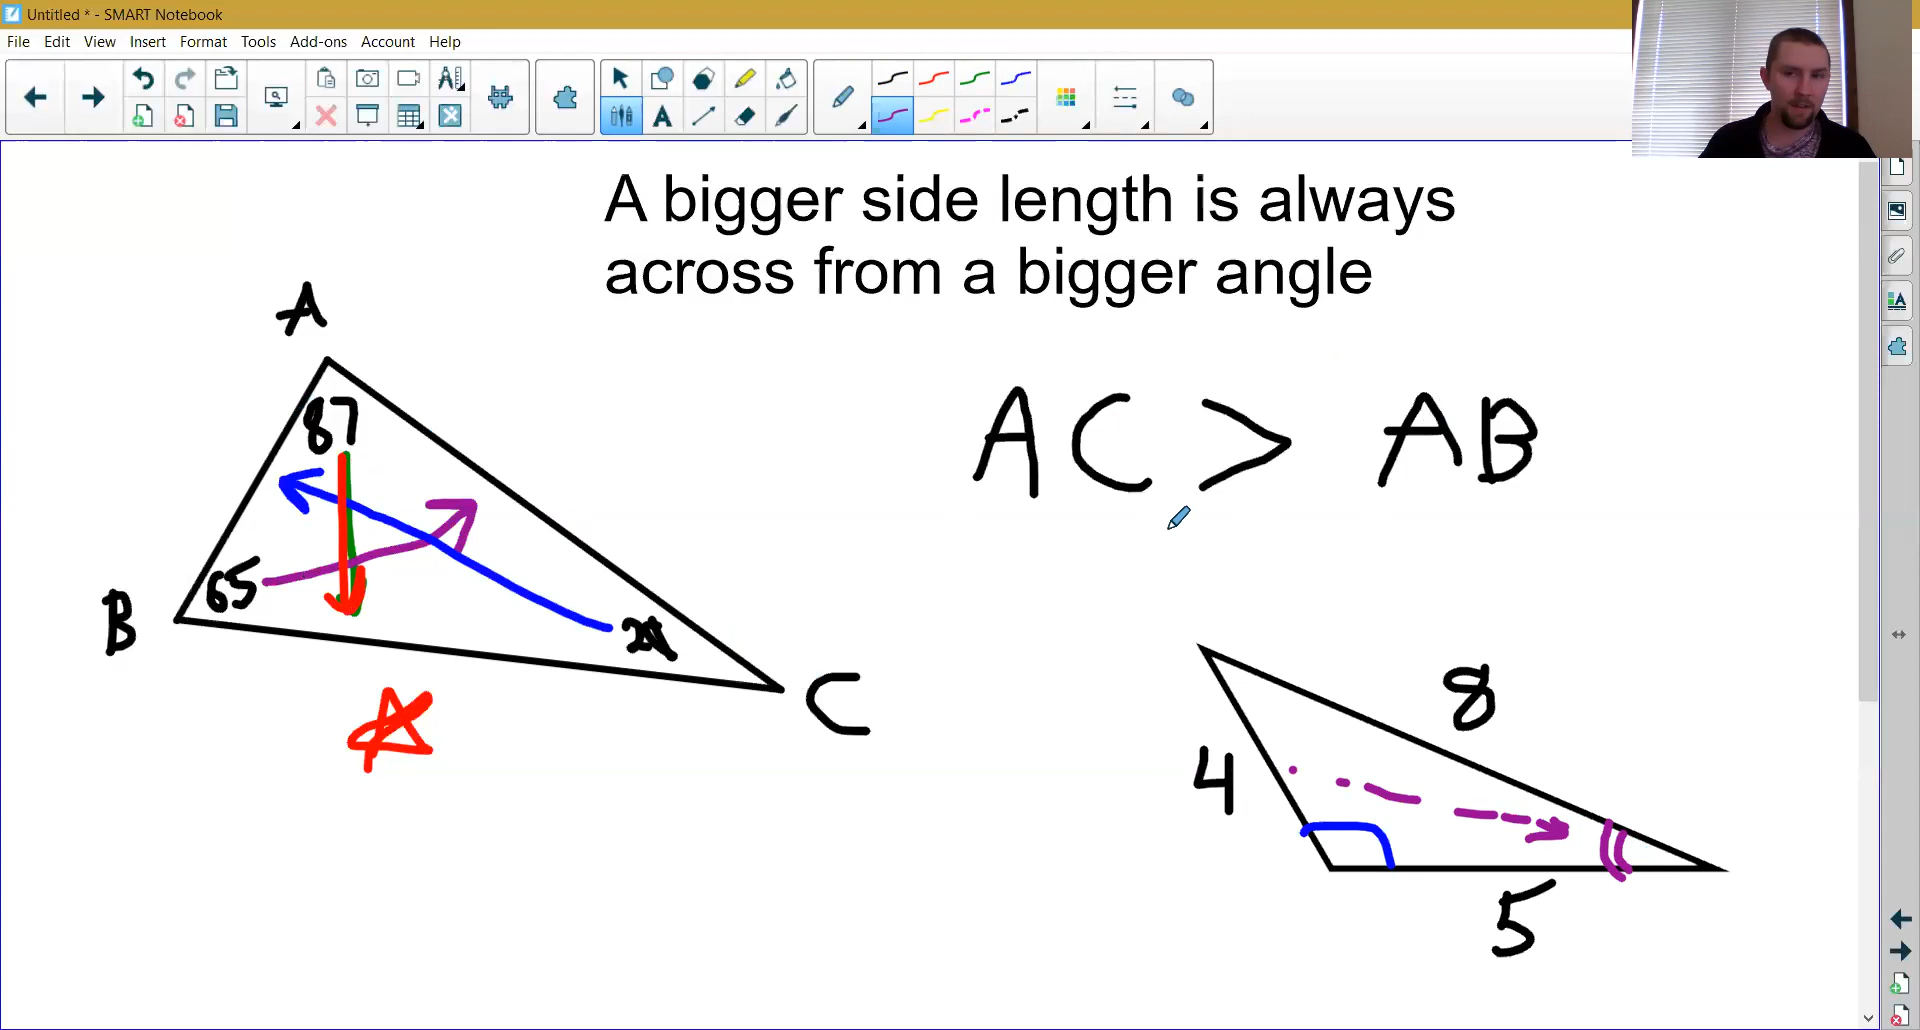 Untitled * - SMART Notebook
File Edit View Insert Format Tools Add-ons Account Help
A bigger side length is always
across from a bigger angle
A
87
AC > AB
65
B
C
8
4
5